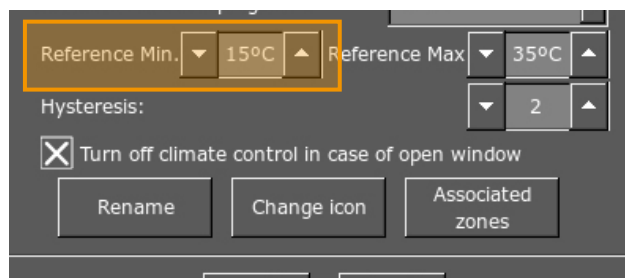 Reference Min. 15ºC Reference Max 35ºC
Hysteresis: 2
Turn off climate control in case of open window
Rename Change icon Associated zones